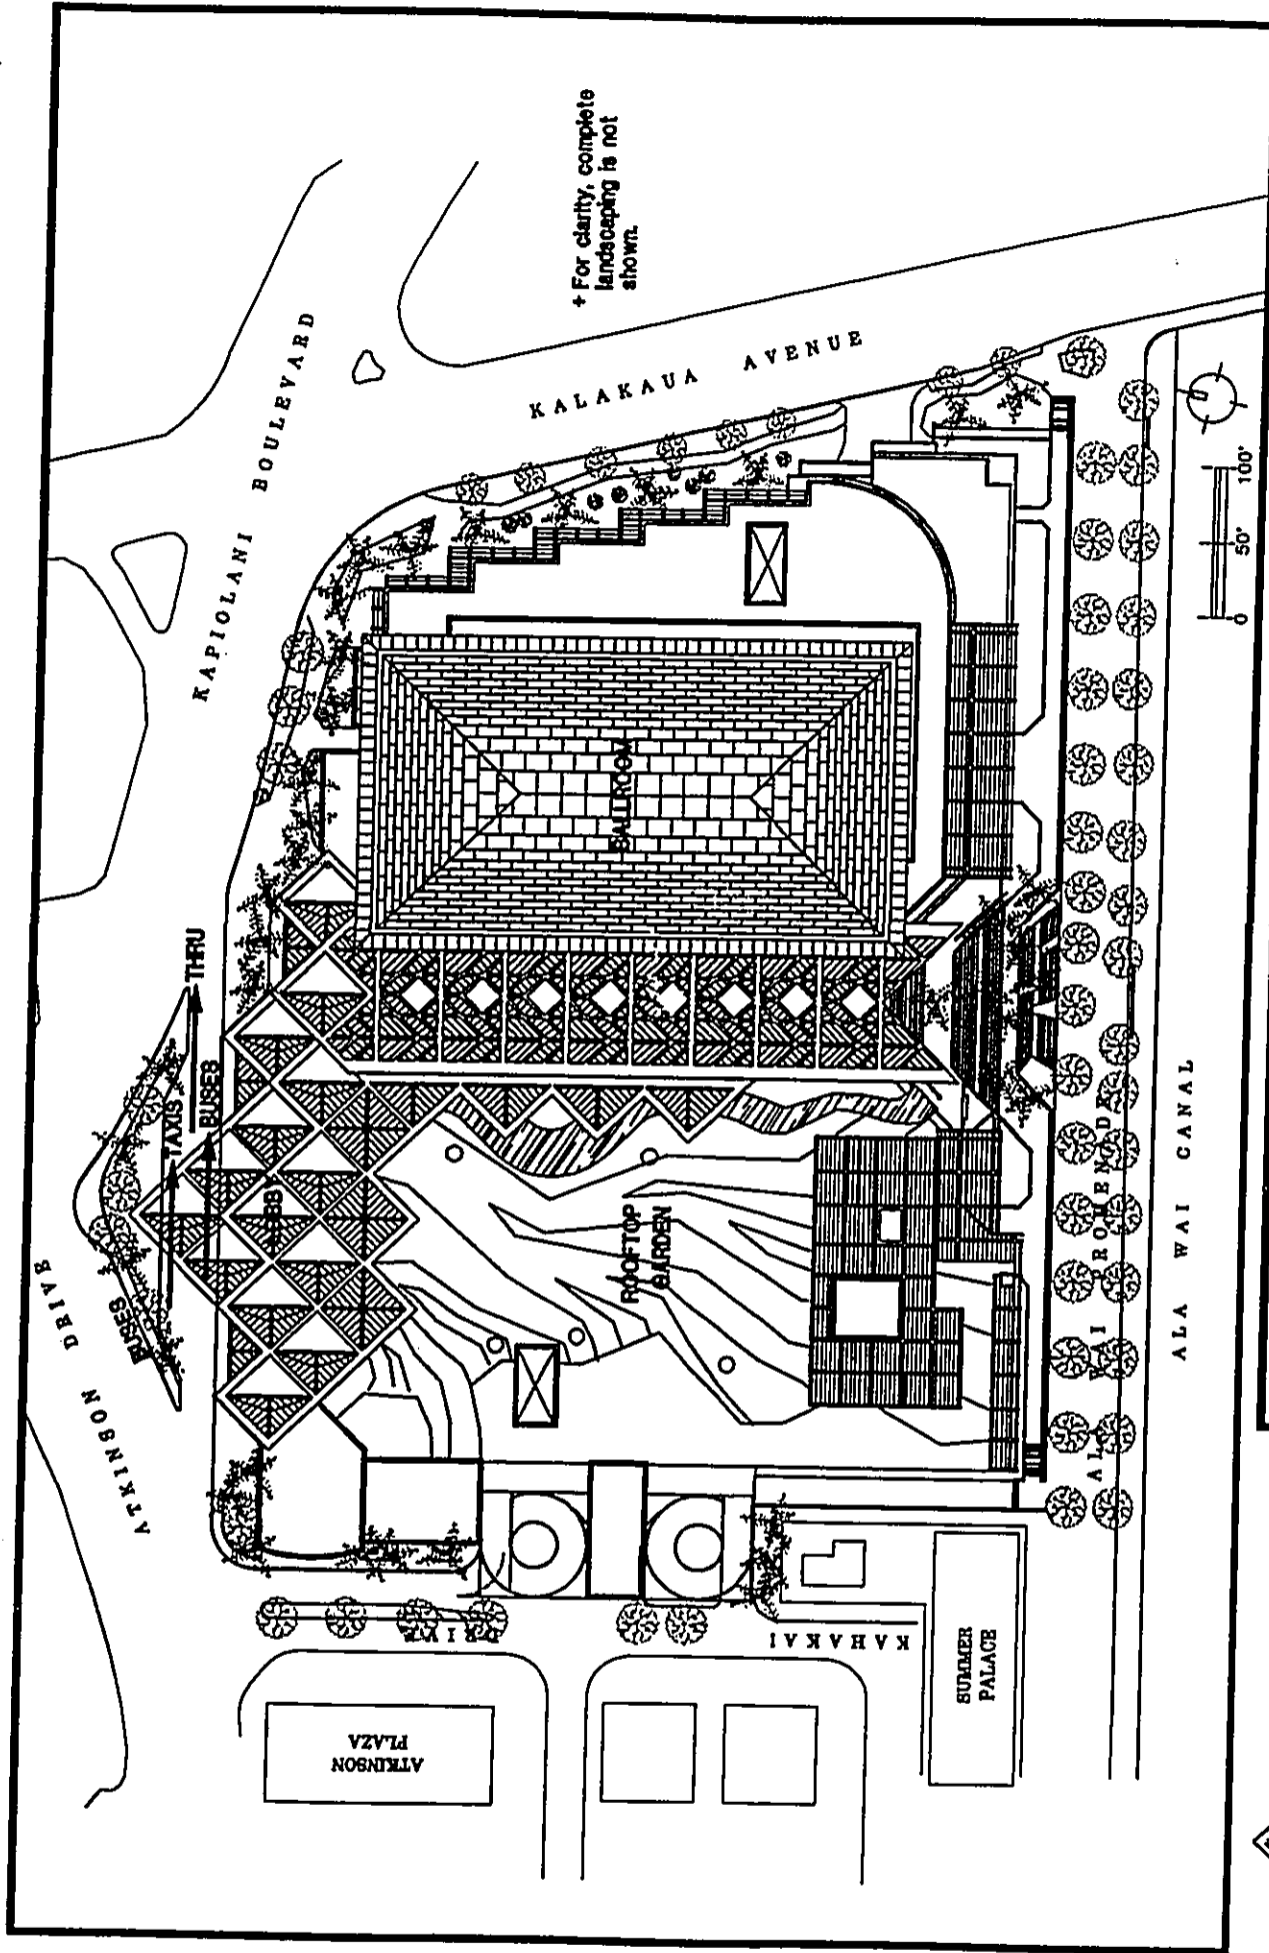 + For clarity, complete
landscaping is not
shown.
KAPIOLANI BOULEVARD
KALAKAUA AVENUE
ATKINSON DRIVE
THRU
BUSES
TAXIS
BUSES
LOBBY
BALLROOM
ROOFTOP
GARDEN
ALA WAI PROMENADE
ALA WAI CANAL
KAHAKAI
DRIVE
ATKINSON
PLAZA
SUMMER
PALACE
0 50' 100'